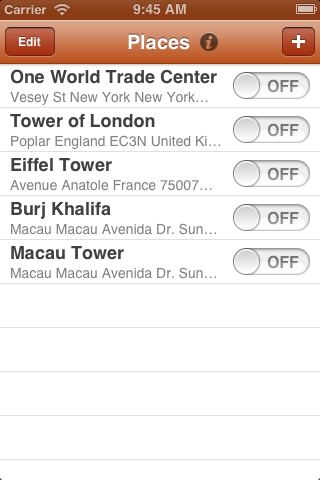 Carrier 9:45 AM
Edit Places i +
One World Trade Center
Vesey St New York New York…
OFF
Tower of London
Poplar England EC3N United Ki…
OFF
Eiffel Tower
Avenue Anatole France 75007…
OFF
Burj Khalifa
Macau Macau Avenida Dr. Sun…
OFF
Macau Tower
Macau Macau Avenida Dr. Sun…
OFF